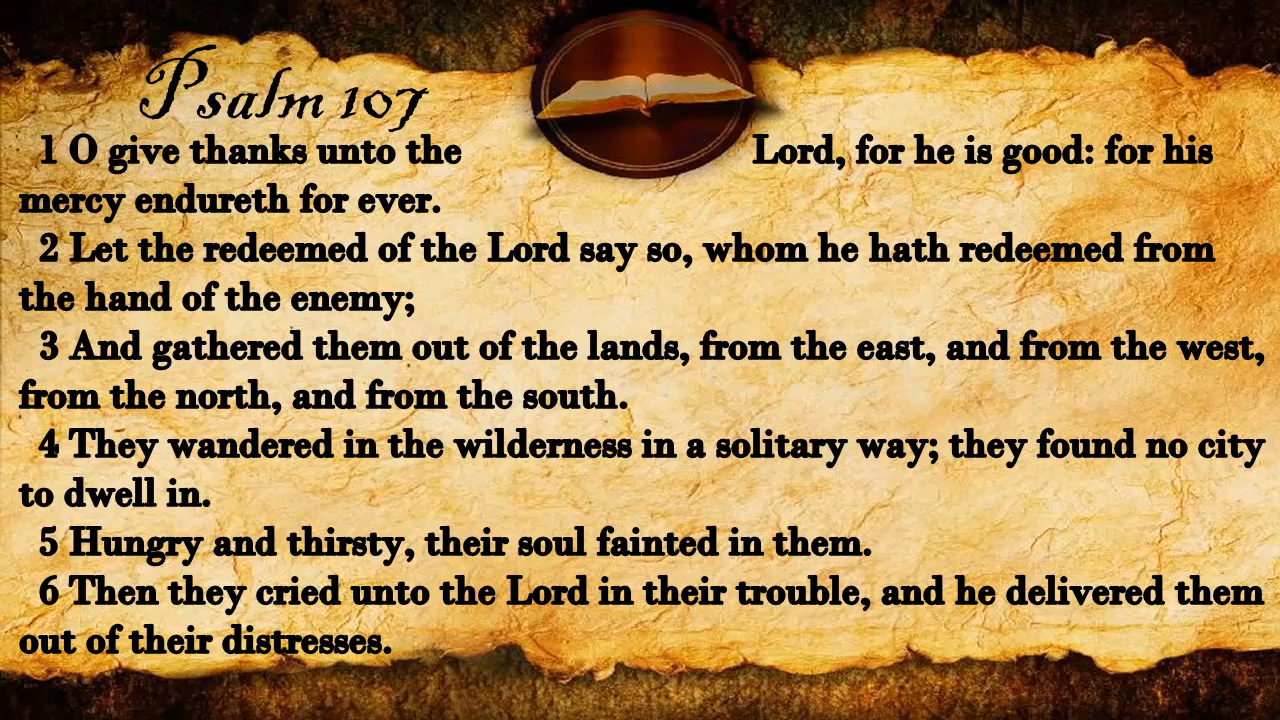 Psalm 107
1 O give thanks unto the Lord, for he is good: for his
mercy endureth for ever.
2 Let the redeemed of the Lord say so, whom he hath redeemed from
the hand of the enemy;
3 And gathered them out of the lands, from the east, and from the west,
from the north, and from the south.
4 They wandered in the wilderness in a solitary way; they found no city
to dwell in.
5 Hungry and thirsty, their soul fainted in them.
6 Then they cried unto the Lord in their trouble, and he delivered them
out of their distresses.